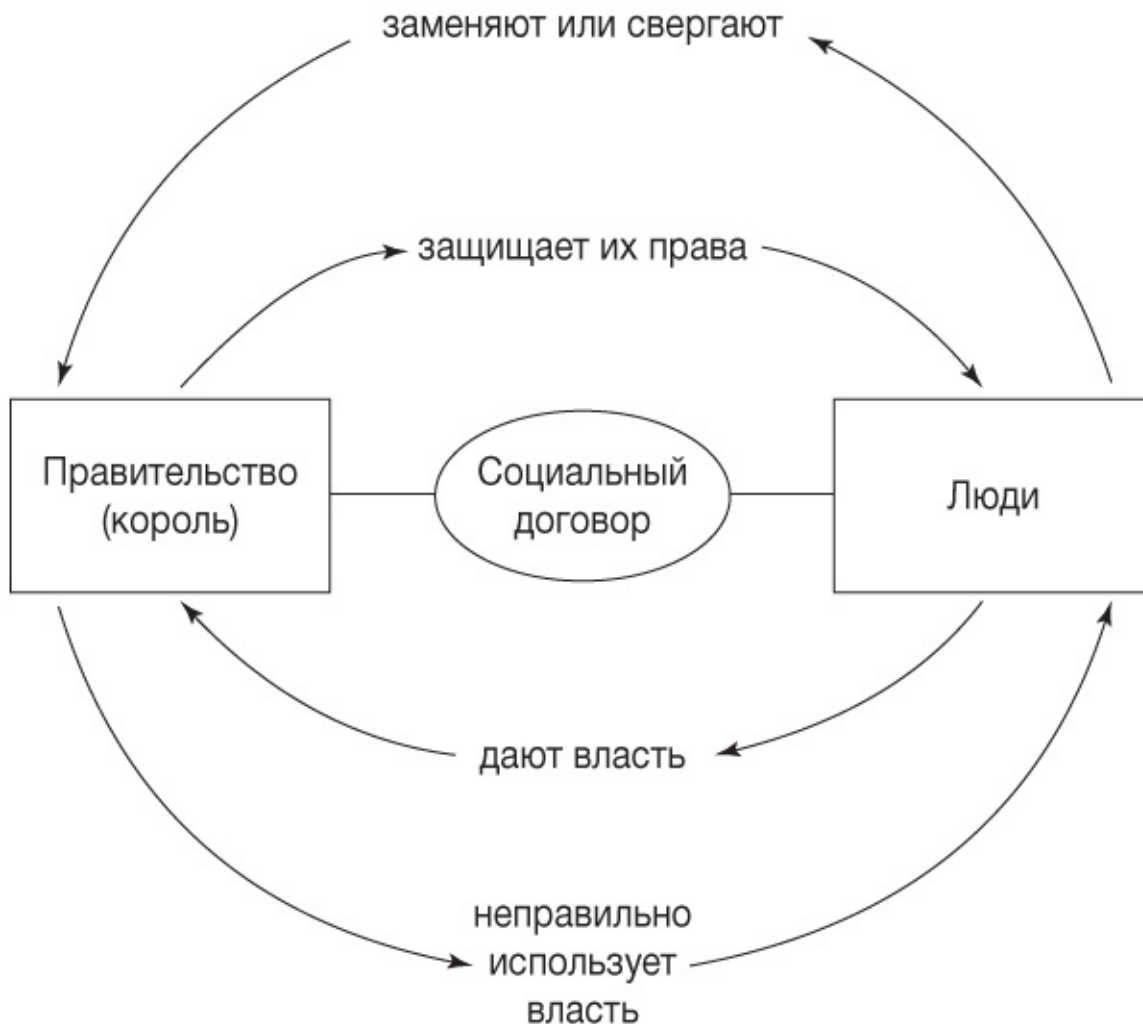 заменяют или свергают
защищает их права
Правительство
(король)
Социальный
договор
Люди
дают власть
неправильно
использует
власть